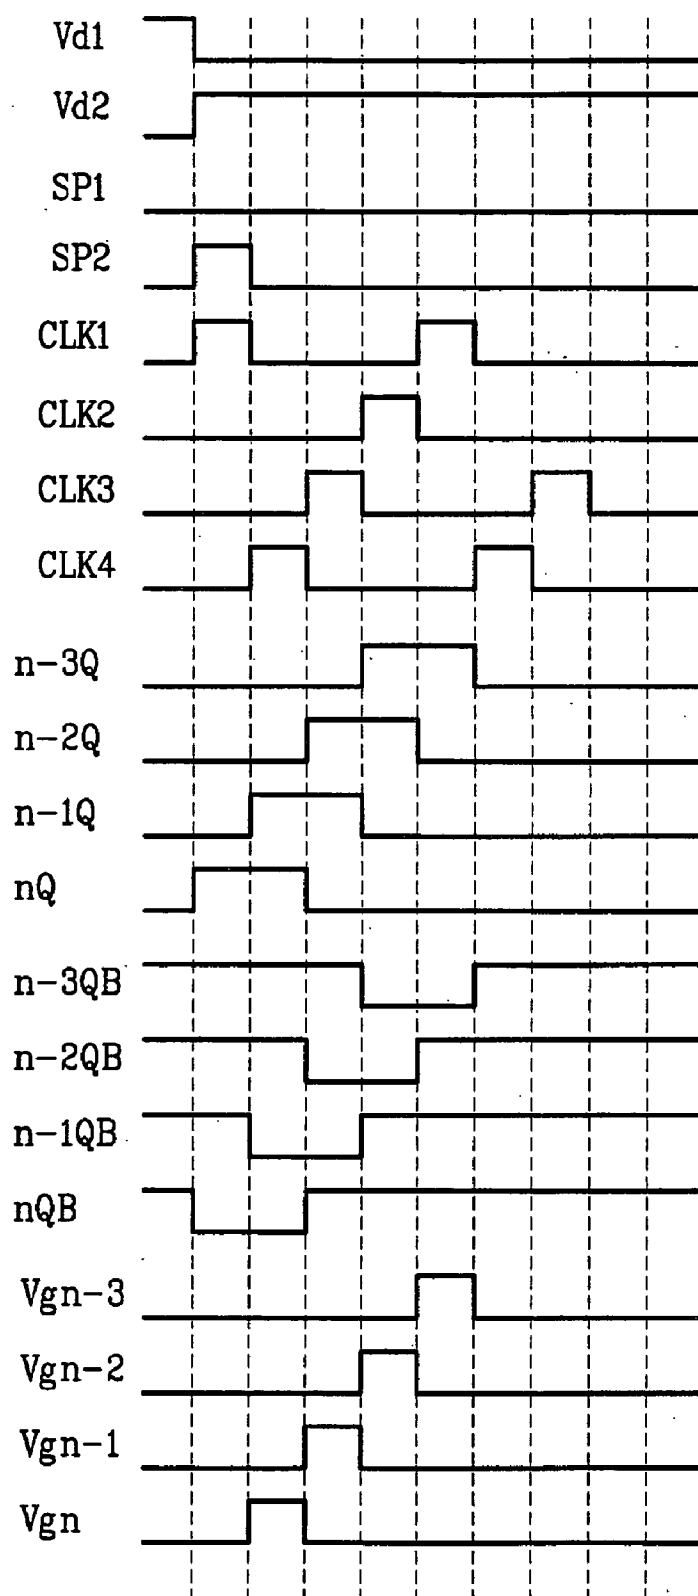 Vd1
Vd2
SP1
SP2
CLK1
CLK2
CLK3
CLK4
n-3Q
n-2Q
n-1Q
nQ
n-3QB
n-2QB
n-1QB
nQB
Vgn-3
Vgn-2
Vgn-1
Vgn